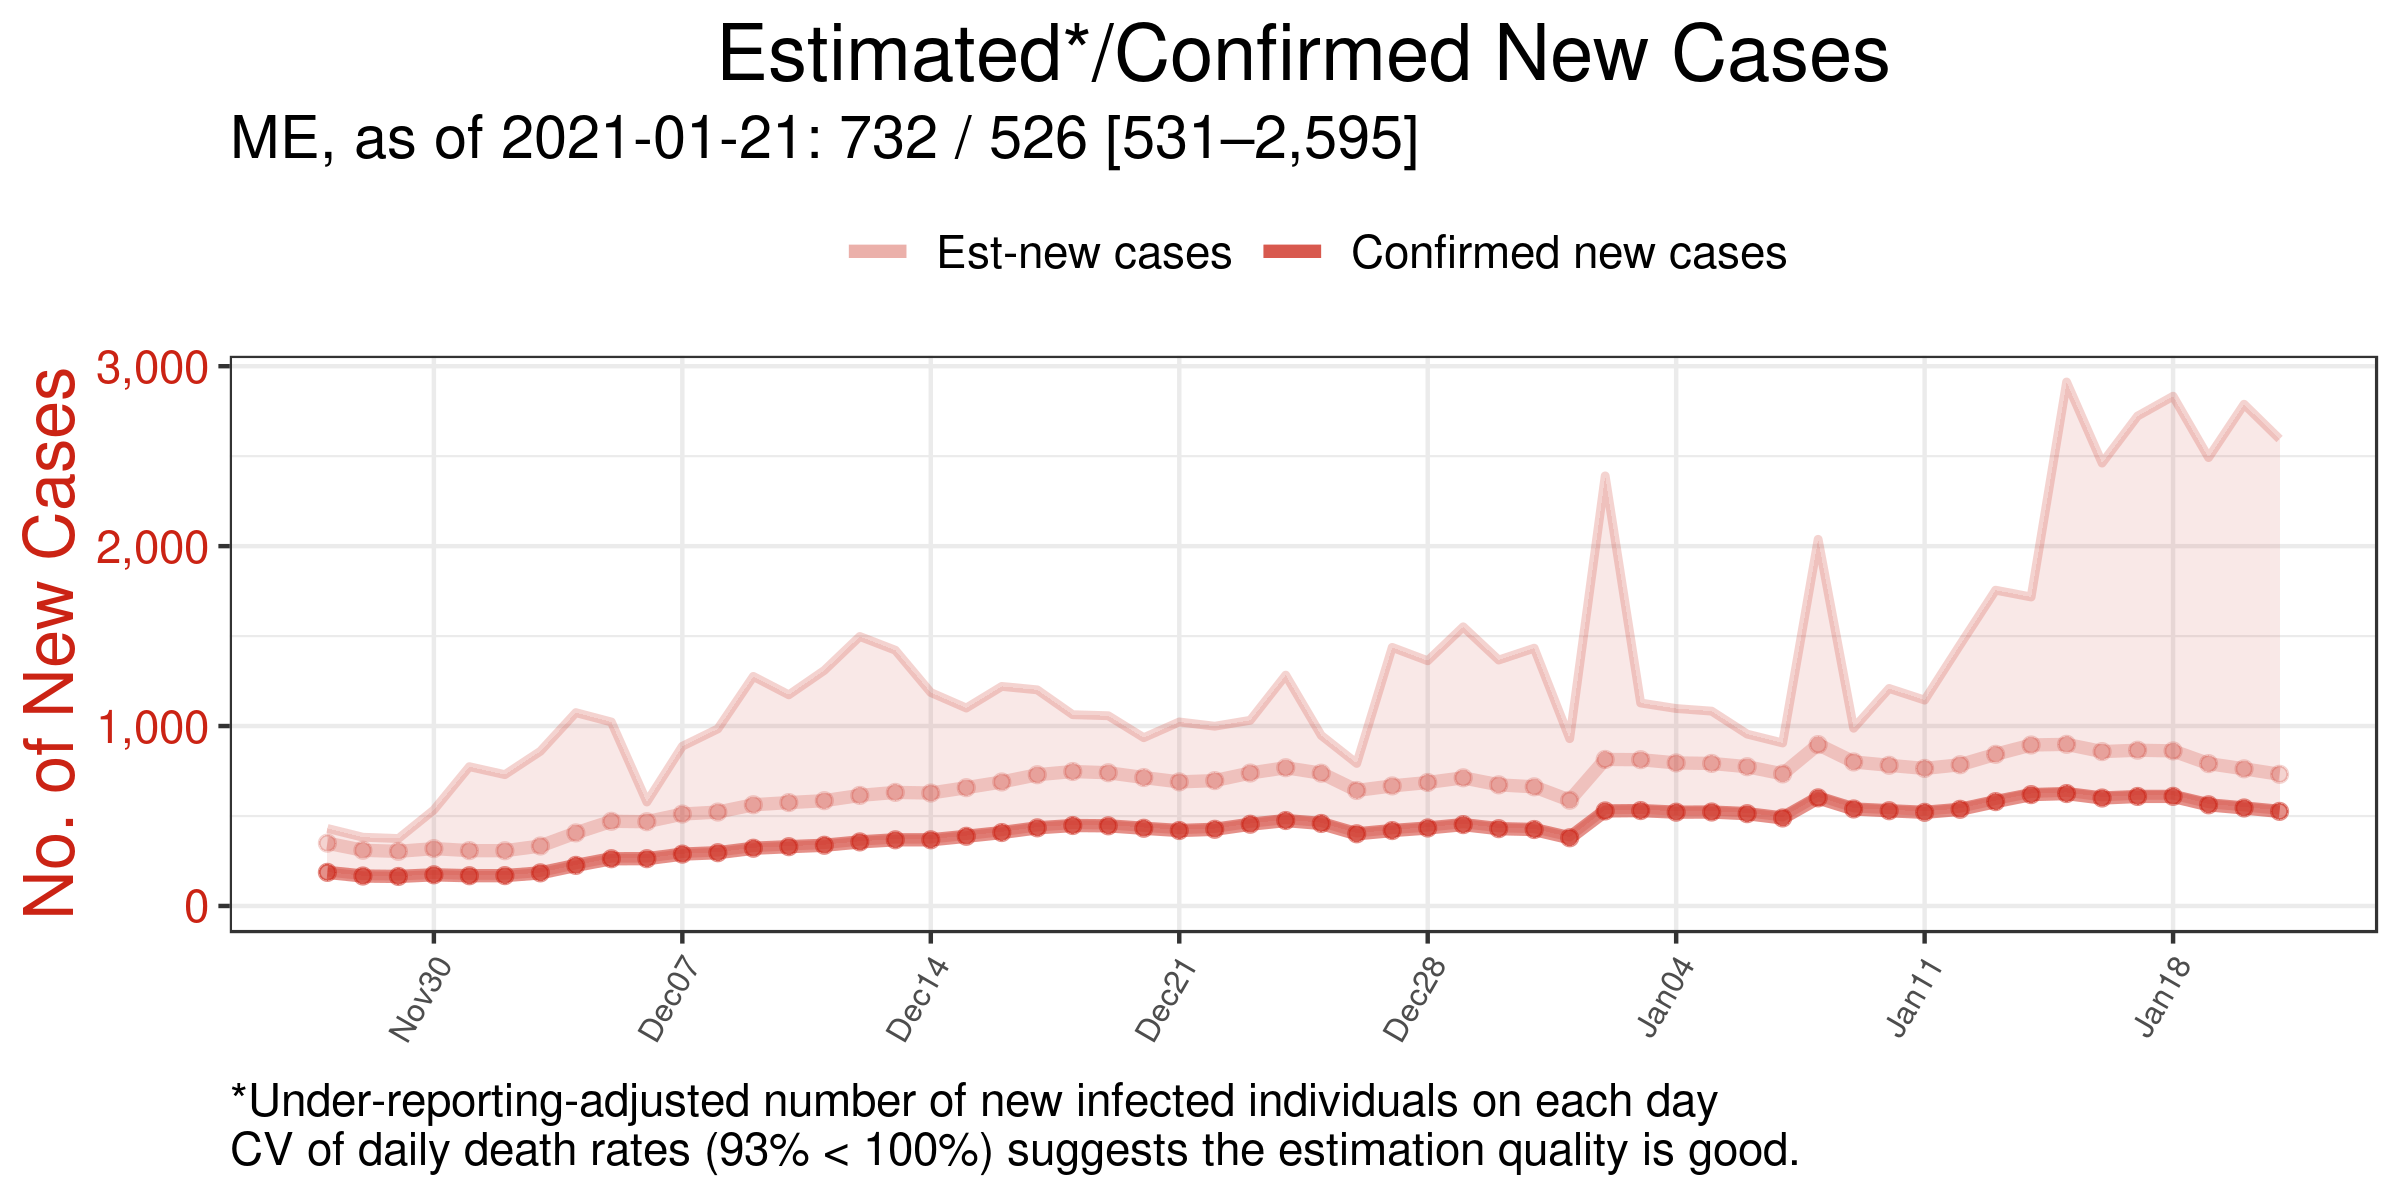 Estimated*/Confirmed New Cases
ME, as of 2021-01-21: 732 / 526 [531–2,595]
Est-new cases
Confirmed new cases
No. of New Cases
3,000
2,000
1,000
0
Nov30
Dec07
Dec14
Dec21
Dec28
Jan04
Jan11
Jan18
*Under-reporting-adjusted number of new infected individuals on each day
CV of daily death rates (93% < 100%) suggests the estimation quality is good.